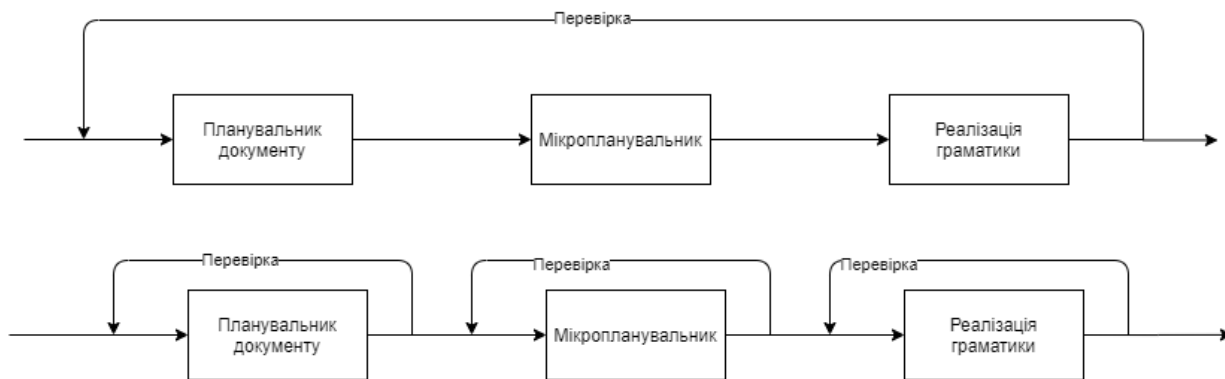 Перевірка
Планувальник
документу
Мікропланувальник
Реалізація
граматики
Перевірка
Перевірка
Перевірка
Планувальник
документу
Мікропланувальник
Реалізація
граматики